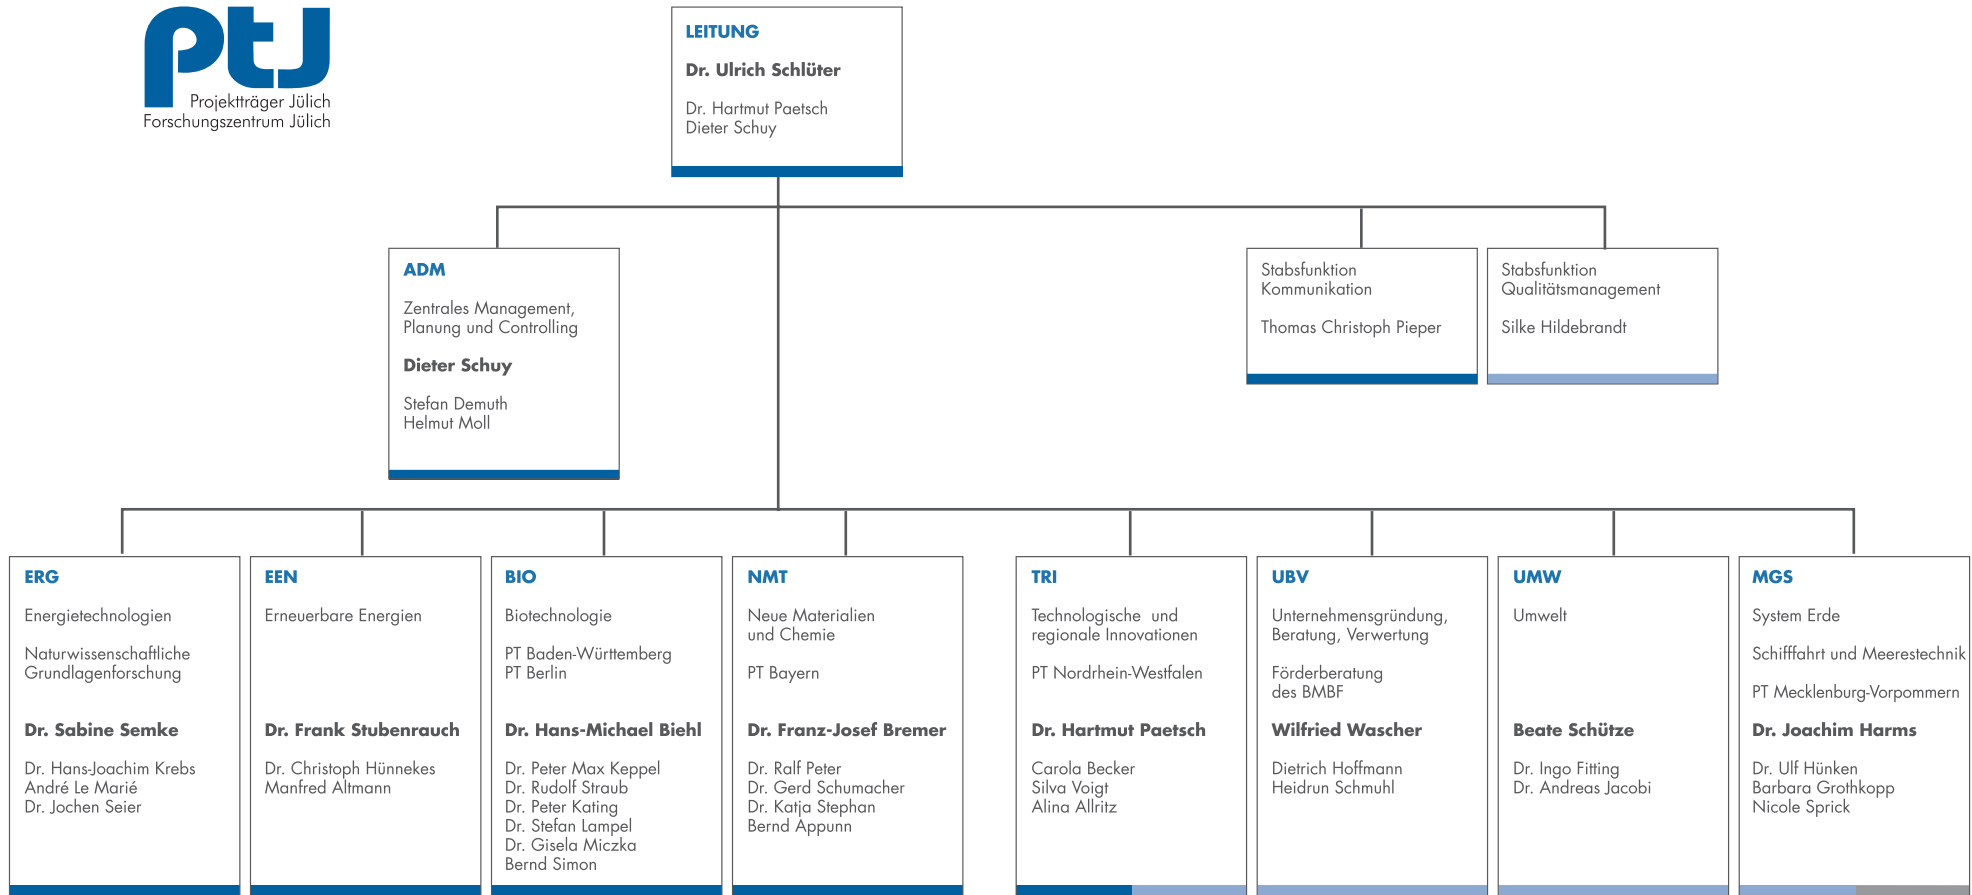 ptJ
Projektträger Jülich
Forschungszentrum Jülich
LEITUNG
Dr. Ulrich Schlüter
Dr. Hartmut Paetsch
Dieter Schuy
ADM
Zentrales Management,
Planung und Controlling
Dieter Schuy
Stefan Demuth
Helmut Moll
Stabsfunktion
Kommunikation
Thomas Christoph Pieper
Stabsfunktion
Qualitätsmanagement
Silke Hildebrandt
ERG
Energietechnologien
Naturwissenschaftliche
Grundlagenforschung
Dr. Sabine Semke
Dr. Hans-Joachim Krebs
André Le Marié
Dr. Jochen Seier
EEN
Erneuerbare Energien
Dr. Frank Stubenrauch
Dr. Christoph Hünnekes
Manfred Altmann
BIO
Biotechnologie
PT Baden-Württemberg
PT Berlin
Dr. Hans-Michael Biehl
Dr. Peter Max Keppel
Dr. Rudolf Straub
Dr. Peter Kating
Dr. Stefan Lampel
Dr. Gisela Miczka
Bernd Simon
NMT
Neue Materialien
und Chemie
PT Bayern
Dr. Franz-Josef Bremer
Dr. Ralf Peter
Dr. Gerd Schumacher
Dr. Katja Stephan
Bernd Appunn
TRI
Technologische und
regionale Innovationen
PT Nordrhein-Westfalen
Dr. Hartmut Paetsch
Carola Becker
Silva Voigt
Alina Allritz
UBV
Unternehmensgründung,
Beratung, Verwertung
Förderberatung
des BMBF
Wilfried Wascher
Dietrich Hoffmann
Heidrun Schmuhl
UMW
Umwelt
Beate Schütze
Dr. Ingo Fitting
Dr. Andreas Jacobi
MGS
System Erde
Schifffahrt und Meerestechnik
PT Mecklenburg-Vorpommern
Dr. Joachim Harms
Dr. Ulf Hünken
Barbara Grothkopp
Nicole Sprick